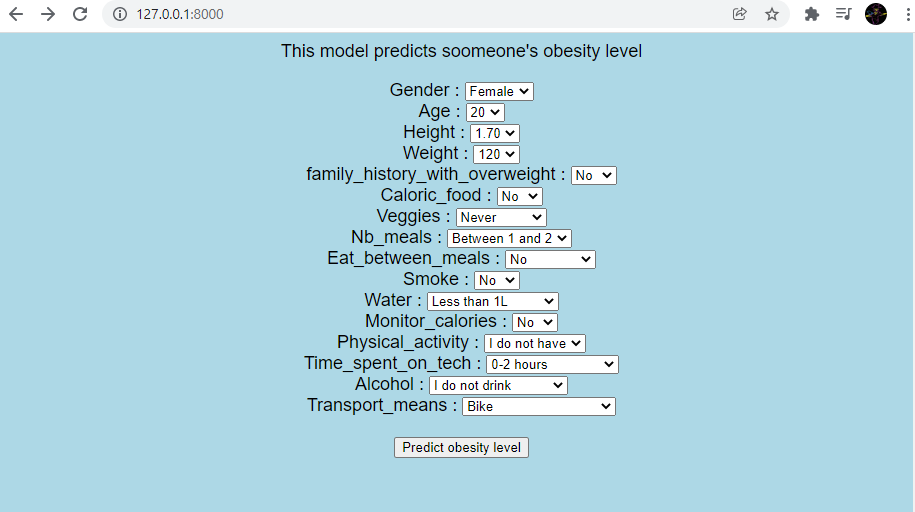 127.0.0.1:8000
This model predicts soomeone's obesity level
Gender : Female
Age : 20
Height : 1.70
Weight : 120
family_history_with_overweight : No
Caloric_food : No
Veggies : Never
Nb_meals : Between 1 and 2
Eat_between_meals : No
Smoke : No
Water : Less than 1L
Monitor_calories : No
Physical_activity : I do not have
Time_spent_on_tech : 0-2 hours
Alcohol : I do not drink
Transport_means : Bike
Predict obesity level